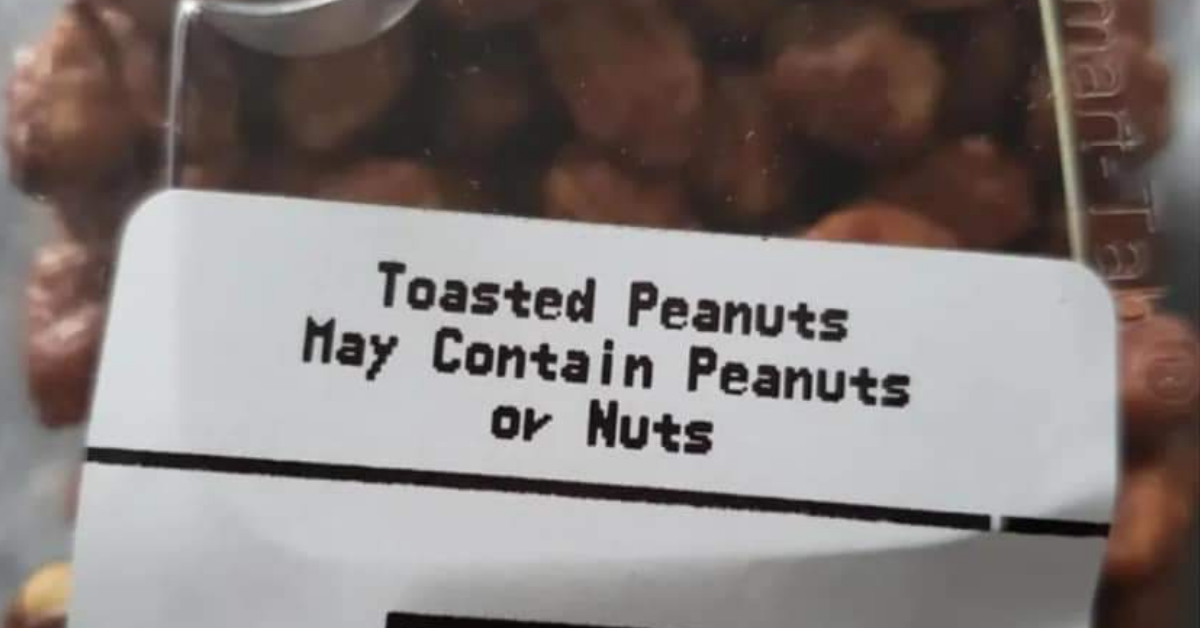 Toasted Peanuts
May Contain Peanuts
or Nuts